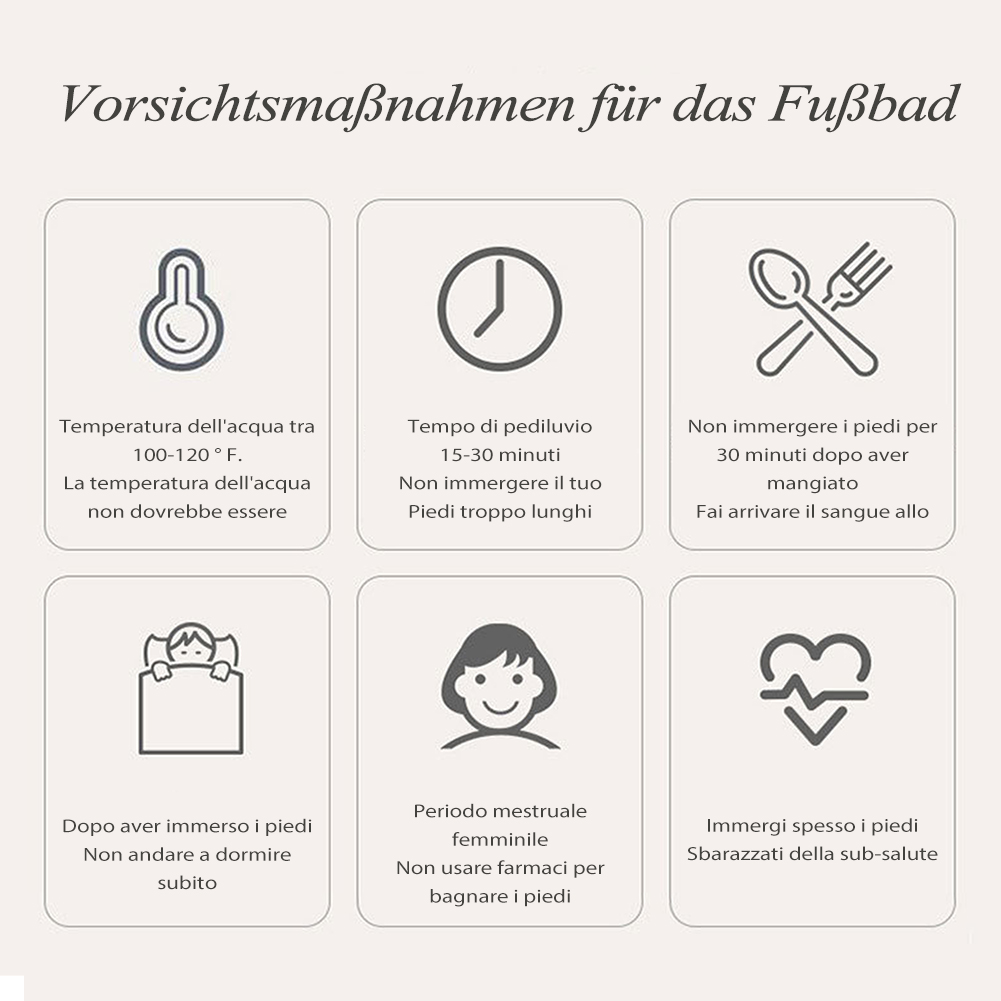 Vorsichtsmaßnahmen für das Fußbad
Temperatura dell'acqua tra
100-120 ° F.
La temperatura dell'acqua
non dovrebbe essere
Tempo di pediluvio
15-30 minuti
Non immergere il tuo
Piedi troppo lunghi
Non immergere i piedi per
30 minuti dopo aver
mangiato
Fai arrivare il sangue allo
Dopo aver immerso i piedi
Non andare a dormire
subito
Periodo mestruale
femminile
Non usare farmaci per
bagnare i piedi
Immergi spesso i piedi
Sbarazzati della sub-salute